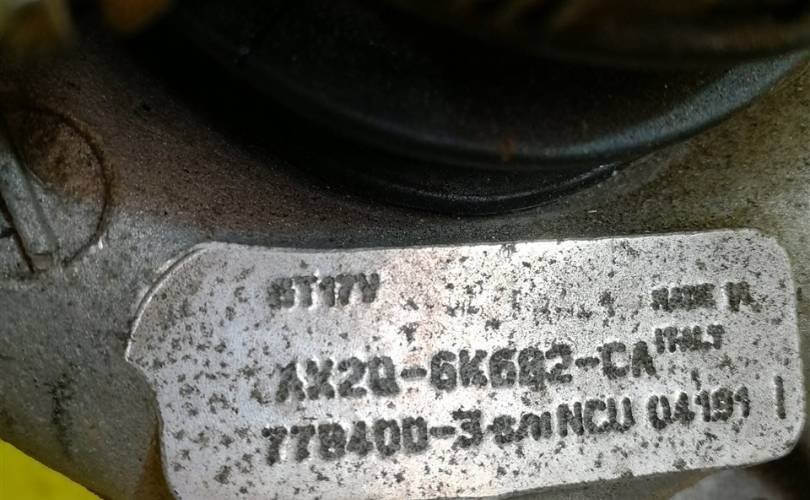 GT17V
MADE IN
ITALY
AX2Q-6K682-CA
778400-3 s/n NCU 04191